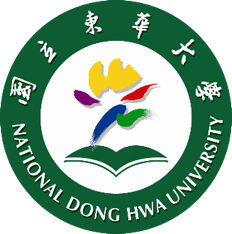 國立東華大學
NATIONAL DONG HWA UNIVERSITY